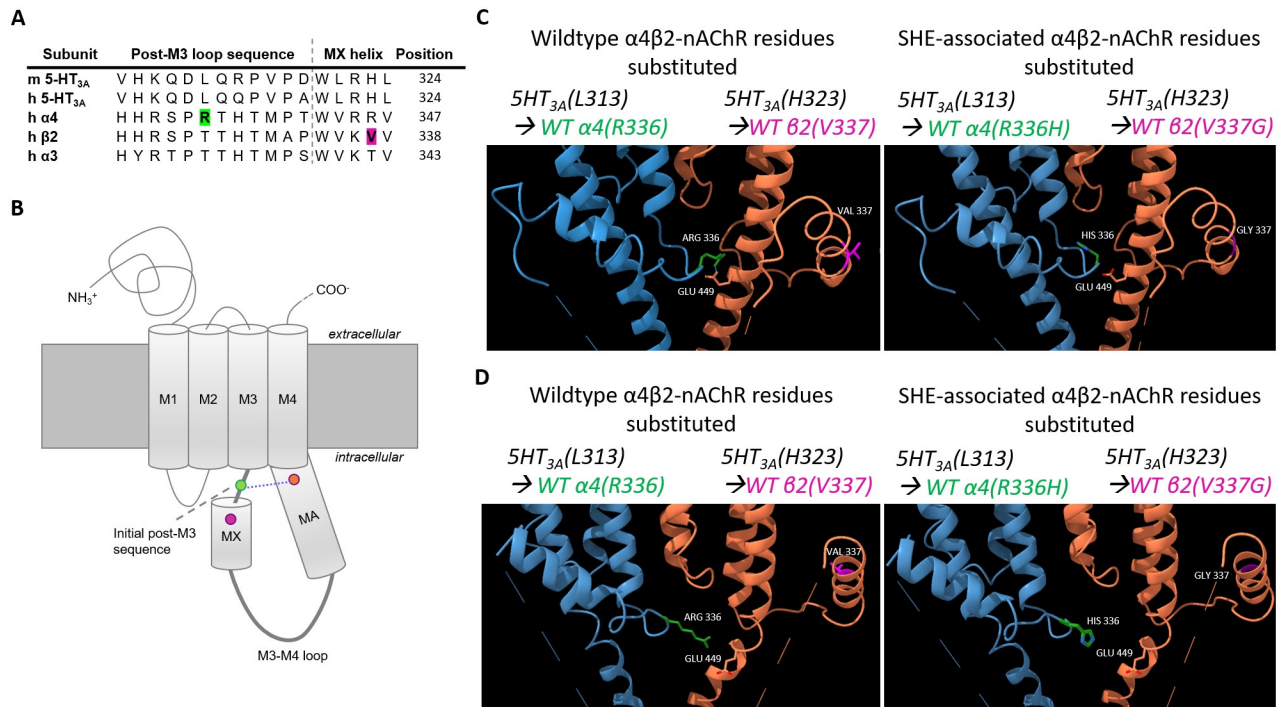 A
Subunit Post-M3 loop sequence MX helix Position
m 5-HT3A V H K Q D L Q R P V P D W L R H L 324
h 5-HT3A V H K Q D L Q Q P V P A W L R H L 324
h α4 H H R S P R T H T M P T W V R R V 347
h β2 H H R S P T T H T M A P W V K V V 338
h α3 H Y R T P T T H T M P S W V K T V 343
B
NH3+
COO-
extracellular
M1 M2 M3 M4
intracellular
Initial post-M3
sequence
MX
MA
M3-M4 loop
C
Wildtype α4β2-nAChR residues
substituted
5HT3A(L313)
→ WT α4(R336)
5HT3A(H323)
→WT β2(V337)
ARG 336
VAL 337
GLU 449
SHE-associated α4β2-nAChR residues
substituted
5HT3A(L313)
→ WT α4(R336H)
5HT3A(H323)
→WT β2(V337G)
HIS 336
GLY 337
GLU 449
D
Wildtype α4β2-nAChR residues
substituted
5HT3A(L313)
→ WT α4(R336)
5HT3A(H323)
→WT β2(V337)
VAL 337
ARG 336
GLU 449
SHE-associated α4β2-nAChR residues
substituted
5HT3A(L313)
→ WT α4(R336H)
5HT3A(H323)
→WT β2(V337G)
GLY 337
HIS 336
GLU 449